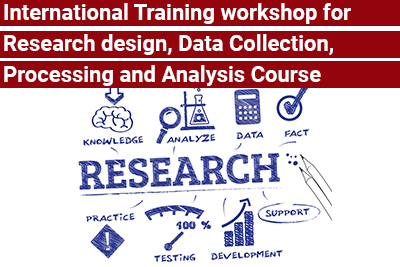 International Training workshop for
Research design, Data Collection,
Processing and Analysis Course
KNOWLEDGE
ANALYZE
DATA
FACT
RESEARCH
PRACTICE
100 %
SUPPORT
TESTING
DEVELOPMENT